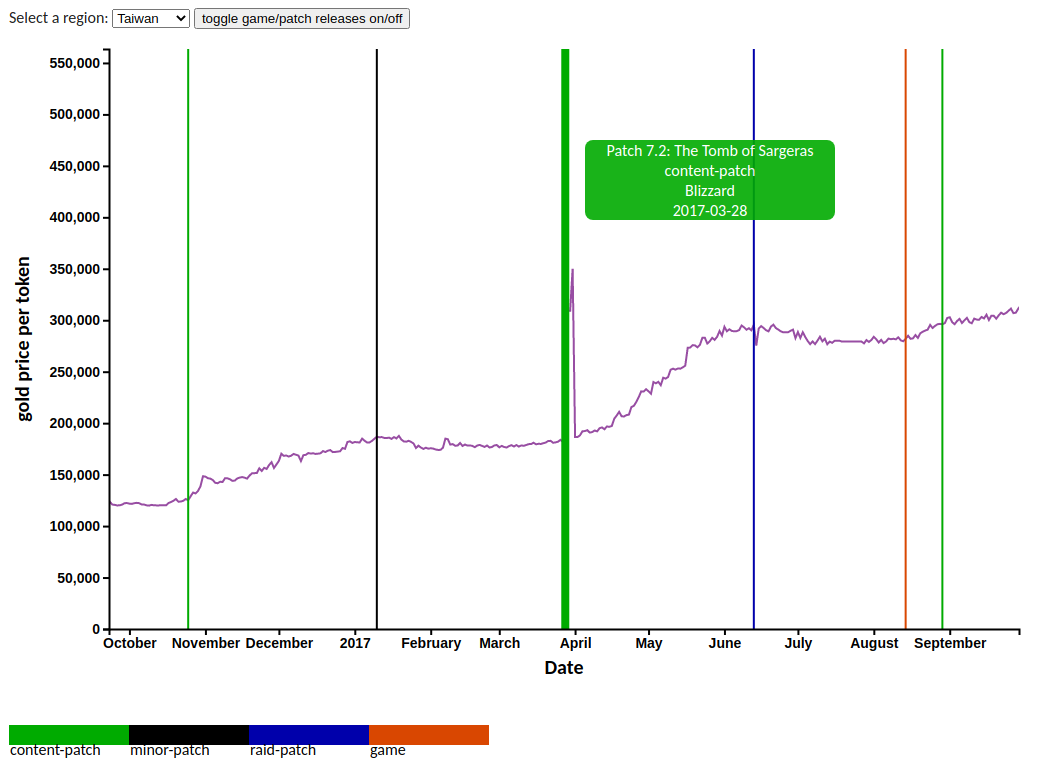 Select a region: Taiwan toggle game/patch releases on/off
550,000
500,000
450,000
400,000
350,000
300,000
250,000
200,000
150,000
100,000
50,000
0
gold price per token
Patch 7.2: The Tomb of Sargeras
content-patch
Blizzard
2017-03-28
October November December 2017 February March April May June July August September
Date
content-patch minor-patch raid-patch game